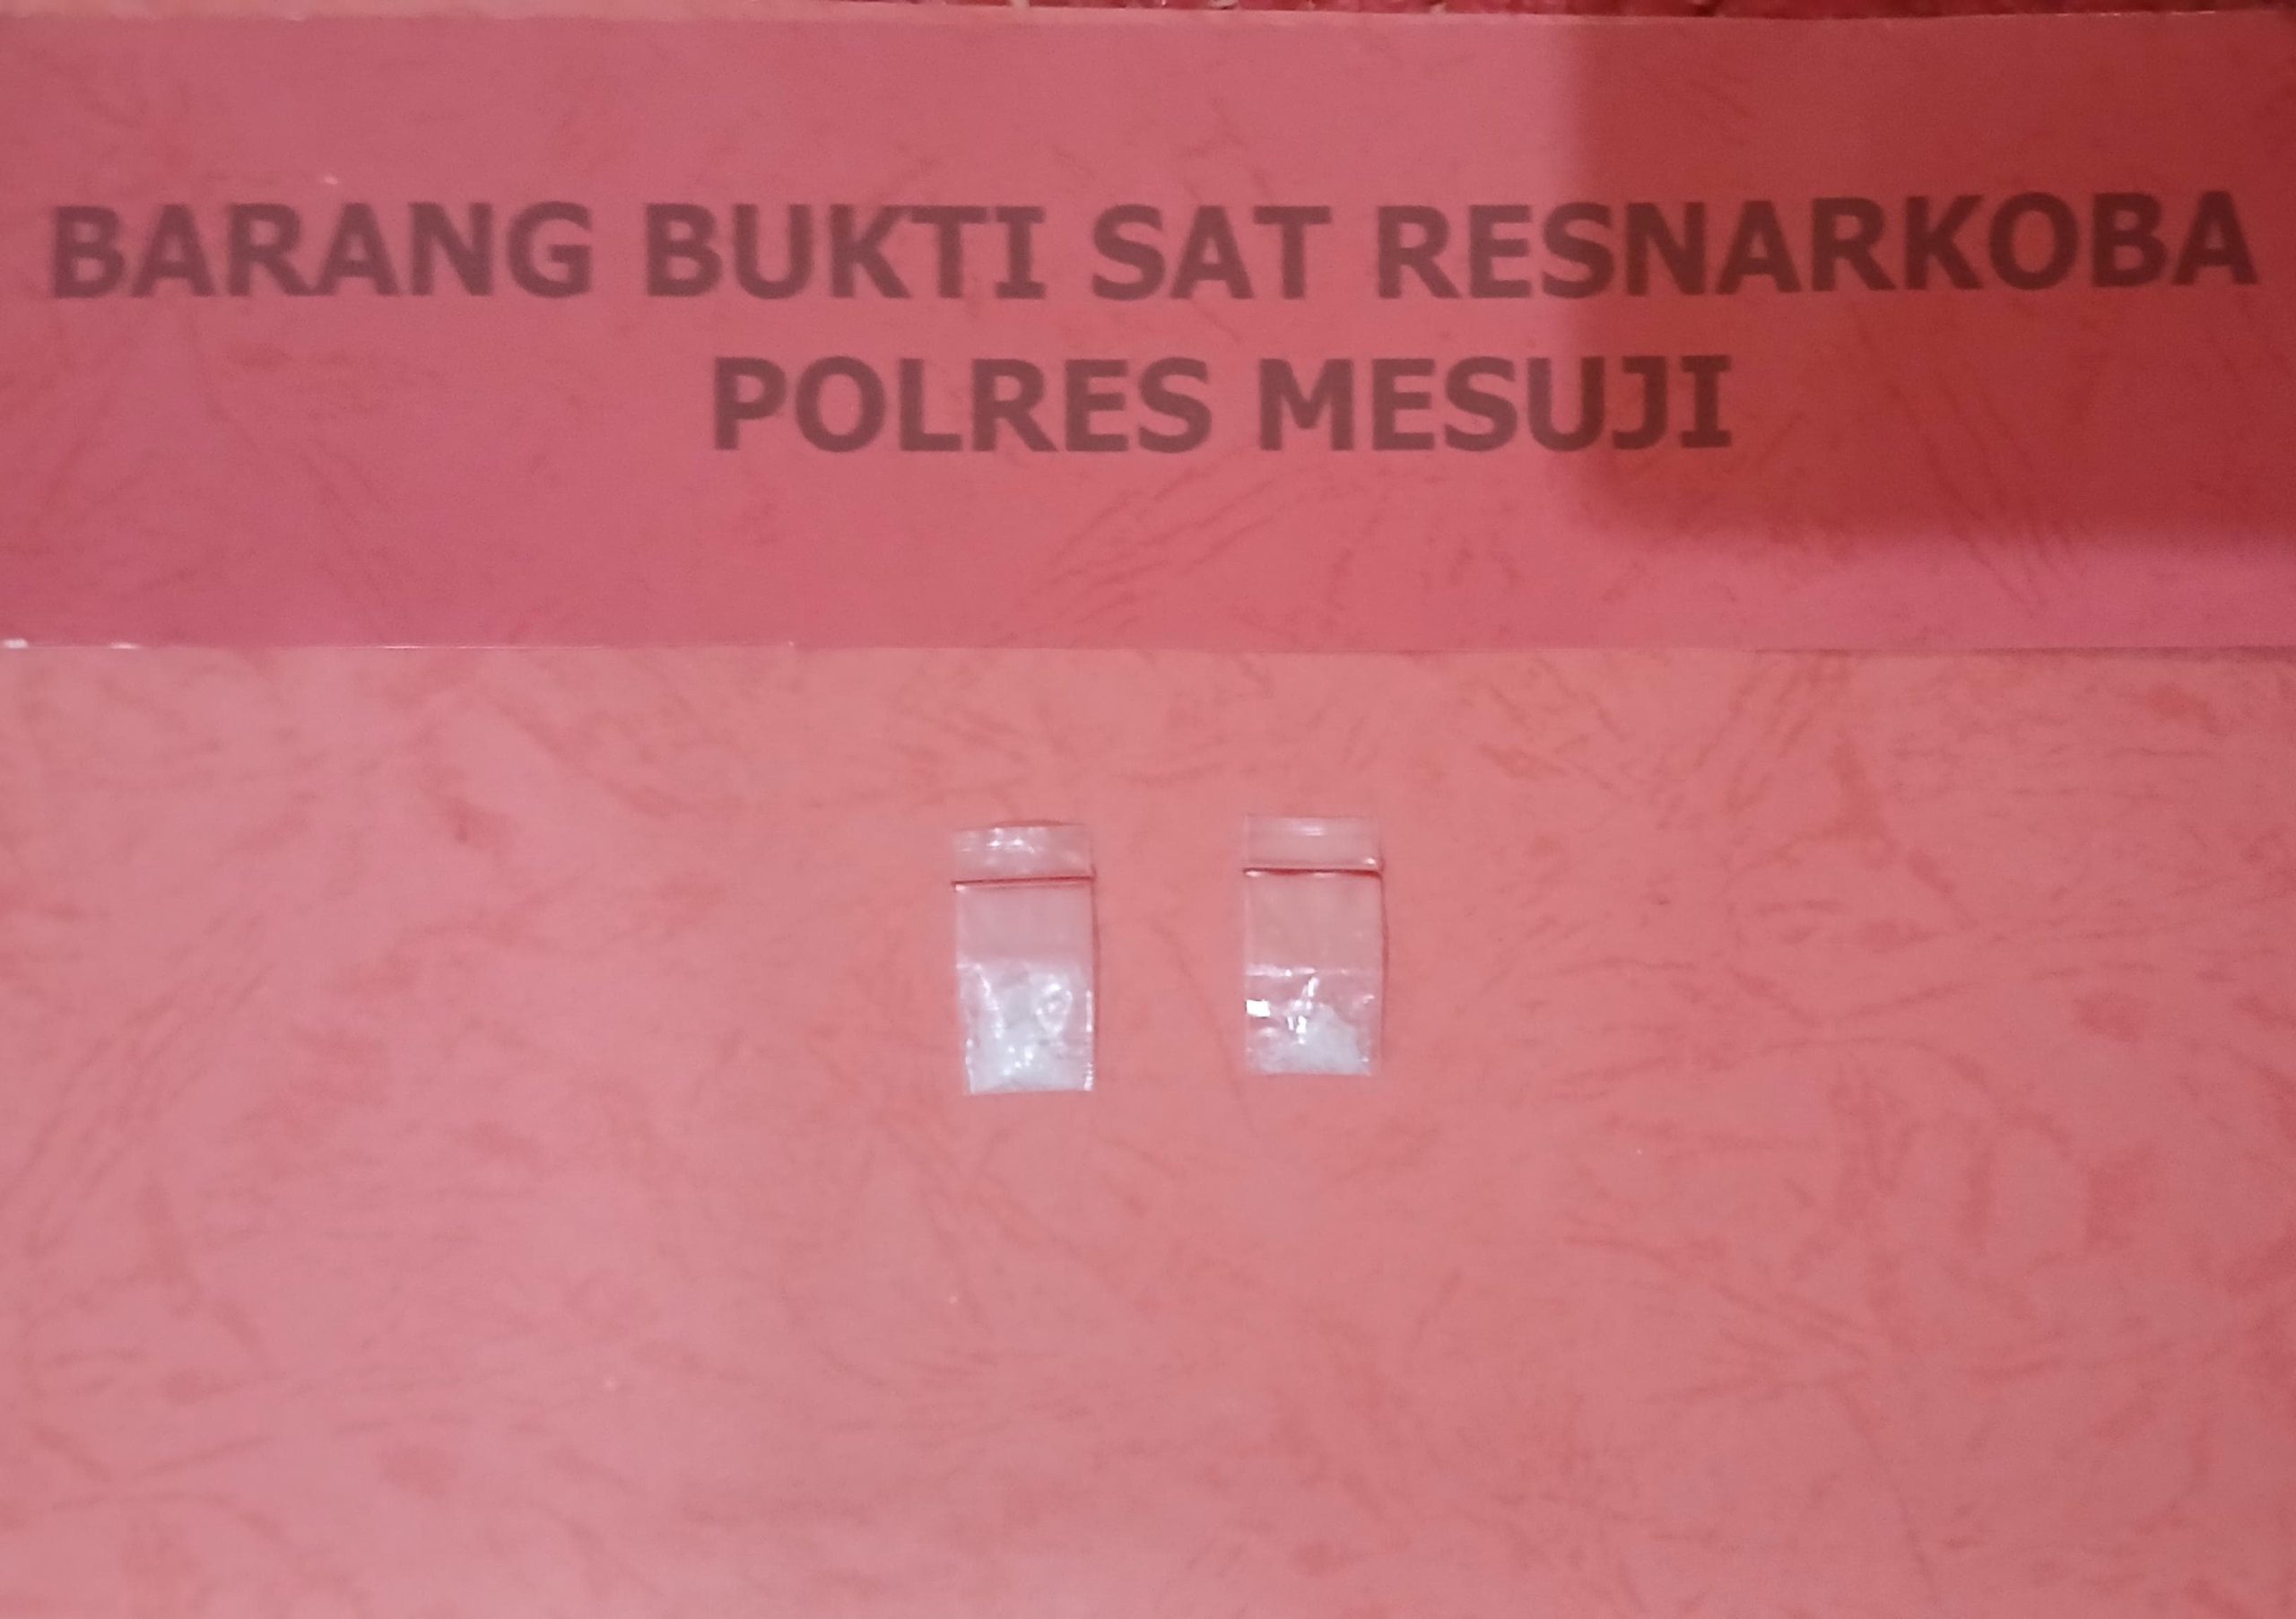 BARANG BUKTI SAT RESNARKOBA
POLRES MESUJI